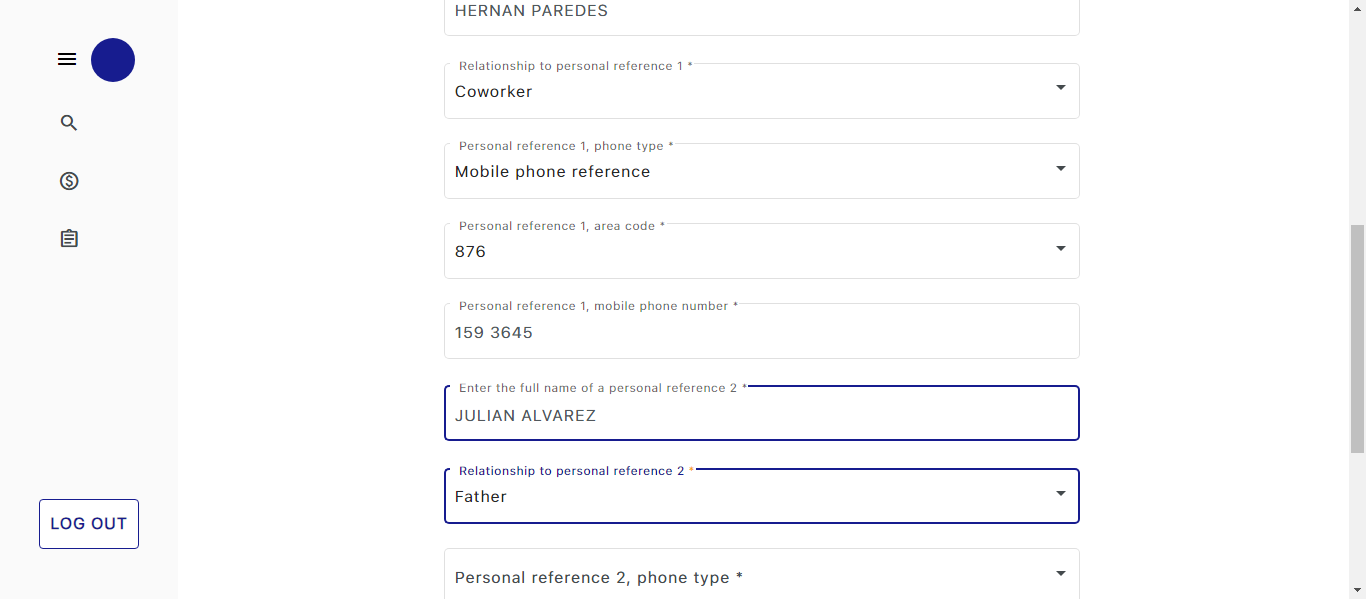 HERNAN PAREDES
Relationship to personal reference 1 *
Coworker
Personal reference 1, phone type *
Mobile phone reference
Personal reference 1, area code *
876
Personal reference 1, mobile phone number *
159 3645
Enter the full name of a personal reference 2 *
JULIAN ALVAREZ
Relationship to personal reference 2 *
Father
Personal reference 2, phone type *
LOG OUT